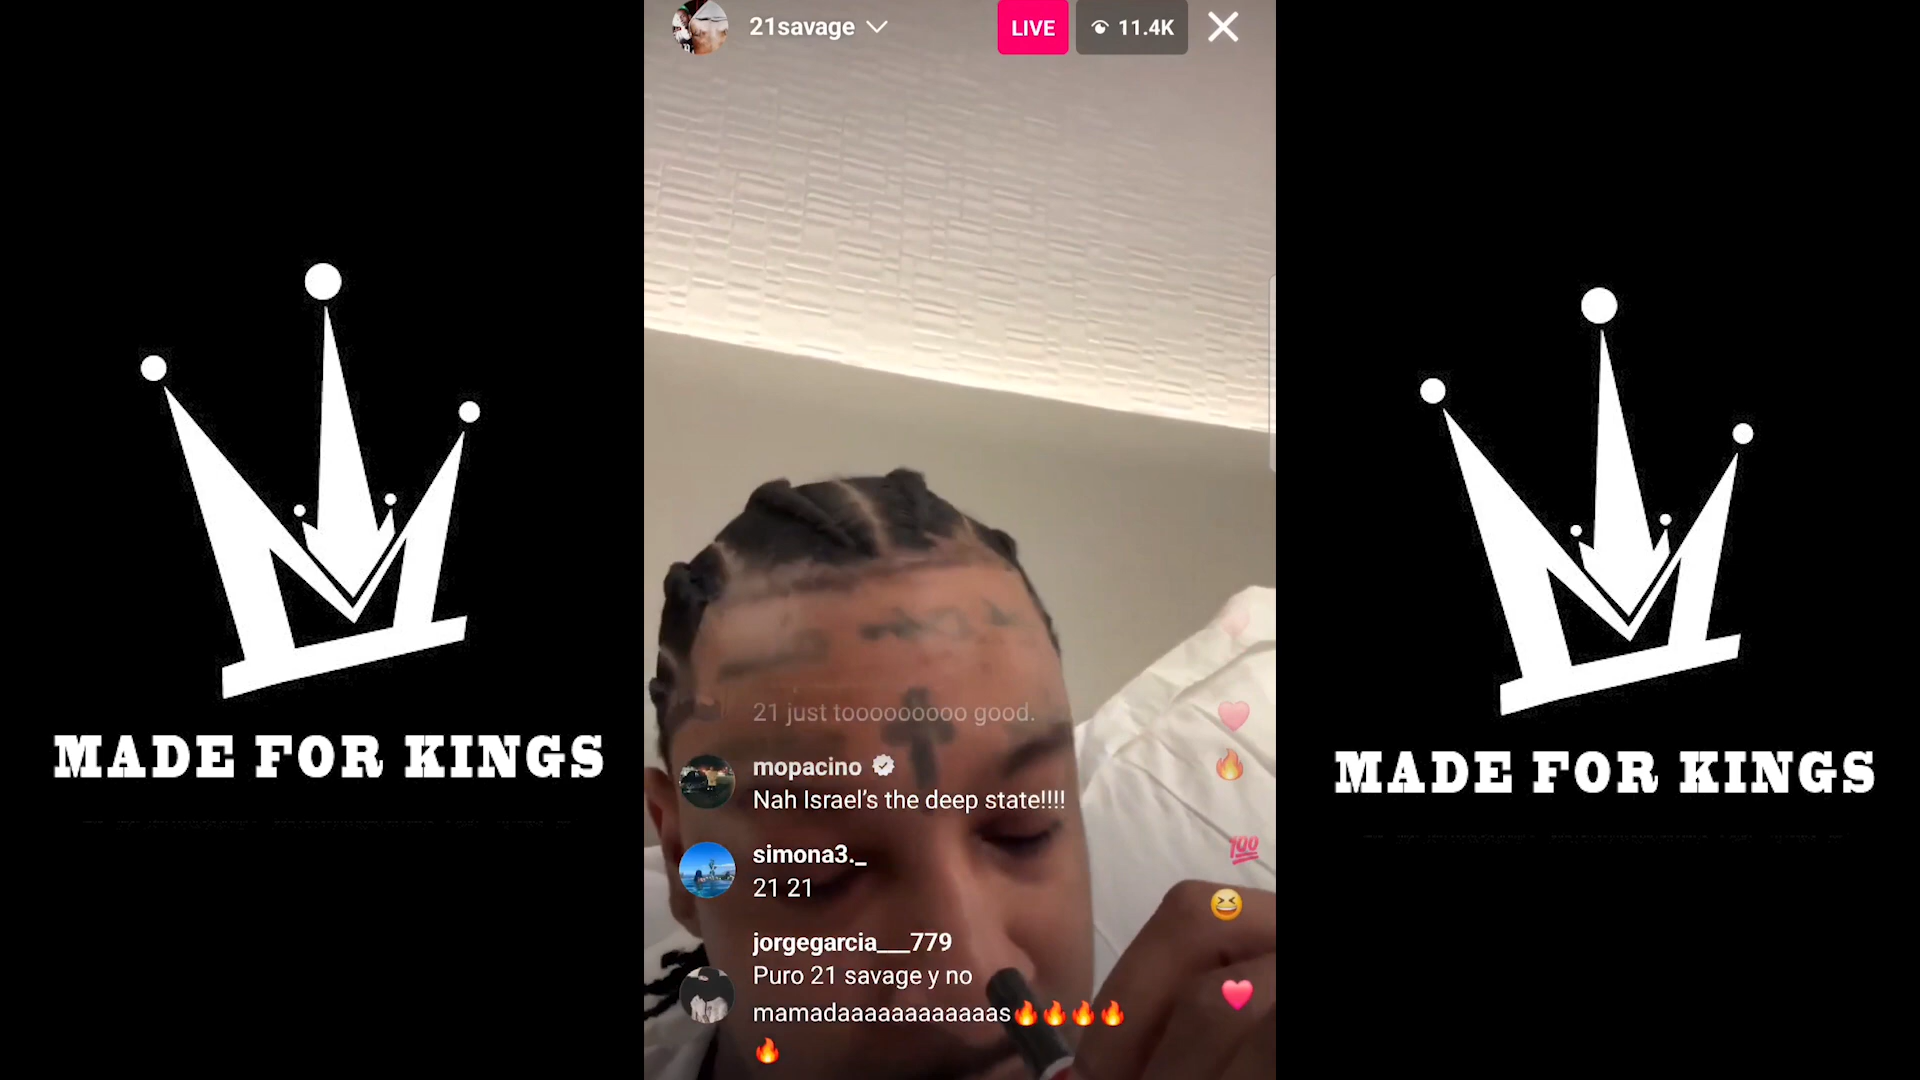 21savage
LIVE
11.4K
21 just tooooooooo good.
mopacino
Nah Israel’s the deep state!!!!
simona3._
21 21
jorgegarcia___779
Puro 21 savage y no
mamadaaaaaaaaaaaas🔥🔥🔥🔥
🔥
💯
MADE FOR KINGS
MADE FOR KINGS